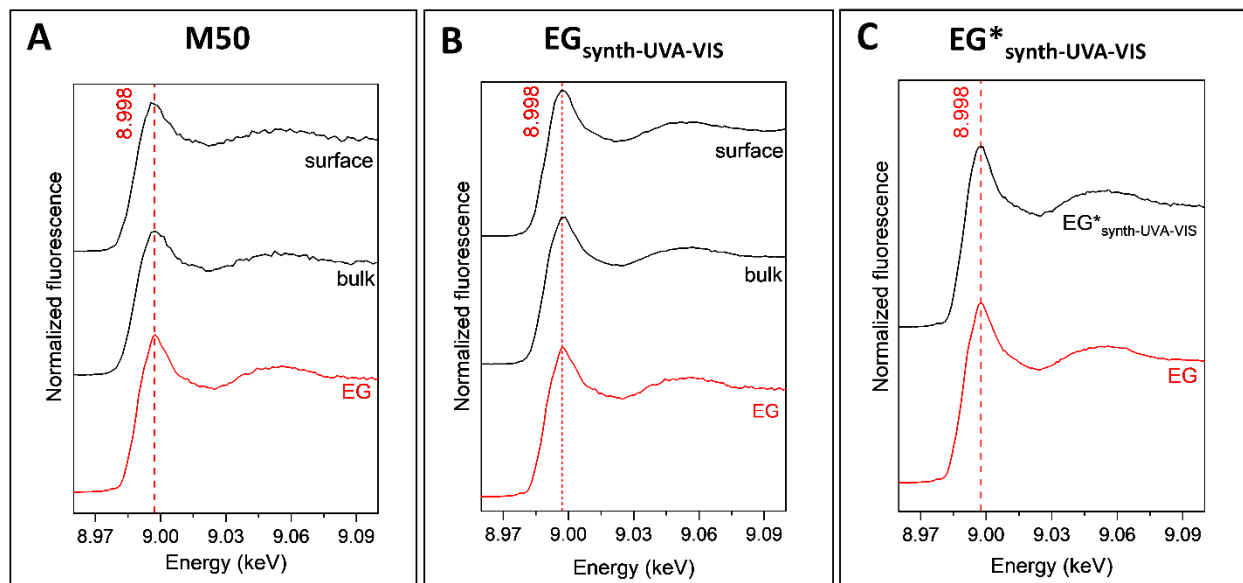 A
M50
8.998
surface
bulk
EG
Normalized fluorescence
8.97
9.00
9.03
9.06
9.09
Energy (keV)
B
EGsynth-UVA-VIS
8.998
surface
bulk
EG
Normalized fluorescence
8.97
9.00
9.03
9.06
9.09
Energy (keV)
C
EG*synth-UVA-VIS
8.998
EG*synth-UVA-VIS
EG
Normalized fluorescence
8.97
9.00
9.03
9.06
9.09
Energy (keV)